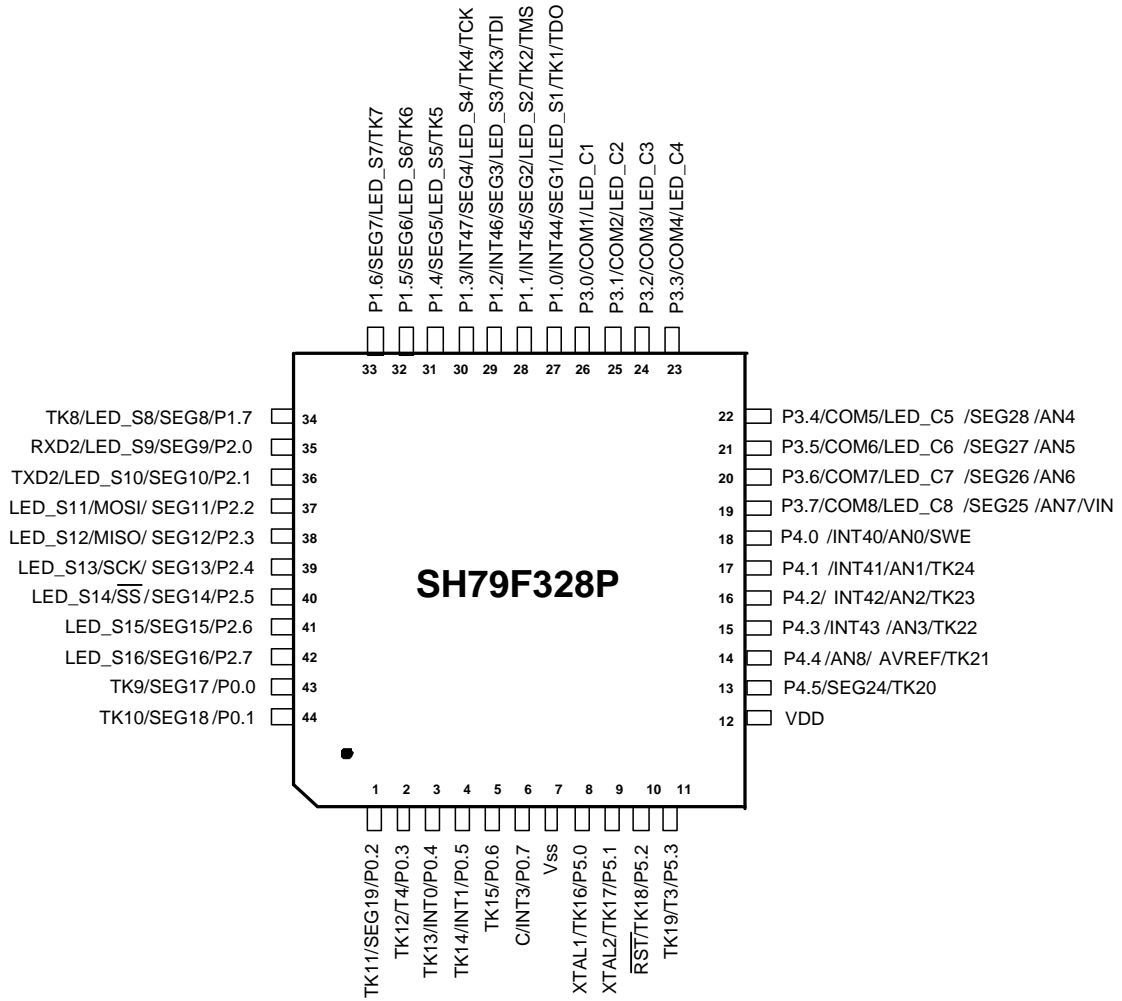 P1.6/SEG7/LED_S7/TK7
P1.5/SEG6/LED_S6/TK6
P1.4/SEG5/LED_S5/TK5
P1.3/INT47/SEG4/LED_S4/TK4/TCK
P1.2/INT46/SEG3/LED_S3/TK3/TDI
P1.1/INT45/SEG2/LED_S2/TK2/TMS
P1.0/INT44/SEG1/LED_S1/TK1/TDO
P3.0/COM1/LED_C1
P3.1/COM2/LED_C2
P3.2/COM3/LED_C3
P3.3/COM4/LED_C4
33 32 31 30 29 28 27 26 25 24 23
TK8/LED_S8/SEG8/P1.7 34
RXD2/LED_S9/SEG9/P2.0 35
TXD2/LED_S10/SEG10/P2.1 36
LED_S11/MOSI/ SEG11/P2.2 37
LED_S12/MISO/ SEG12/P2.3 38
LED_S13/SCK/ SEG13/P2.4 39
LED_S14/SS/SEG14/P2.5 40
LED_S15/SEG15/P2.6 41
LED_S16/SEG16/P2.7 42
TK9/SEG17 /P0.0 43
TK10/SEG18 /P0.1 44
SH79F328P
22 P3.4/COM5/LED_C5 /SEG28 /AN4
21 P3.5/COM6/LED_C6 /SEG27 /AN5
20 P3.6/COM7/LED_C7 /SEG26 /AN6
19 P3.7/COM8/LED_C8 /SEG25 /AN7/VIN
18 P4.0 /INT40/AN0/SWE
17 P4.1 /INT41/AN1/TK24
16 P4.2/ INT42/AN2/TK23
15 P4.3 /INT43 /AN3/TK22
14 P4.4 /AN8/ AVREF/TK21
13 P4.5/SEG24/TK20
12 VDD
1 2 3 4 5 6 7 8 9 10 11
TK11/SEG19/P0.2
TK12/T4/P0.3
TK13/INT0/P0.4
TK14/INT1/P0.5
TK15/P0.6
C/INT3/P0.7
Vss
XTAL1/TK16/P5.0
XTAL2/TK17/P5.1
RST/TK18/P5.2
TK19/T3/P5.3